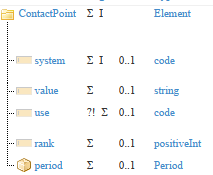 ContactPoint Σ I Element
system Σ I 0..1 code
value Σ 0..1 string
use ?! Σ 0..1 code
rank Σ 0..1 positiveInt
period Σ 0..1 Period